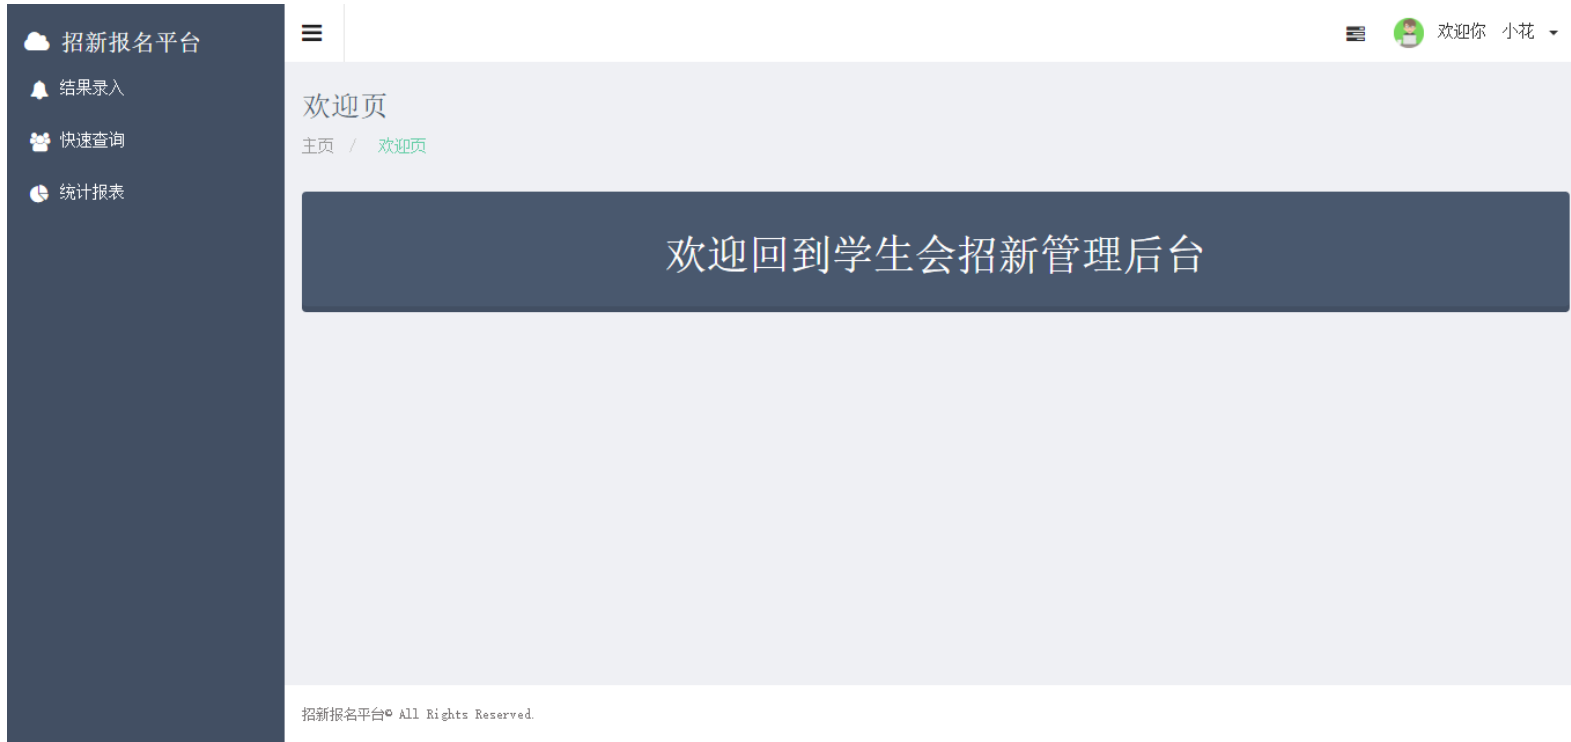 招新报名平台
结果录入
快速查询
统计报表
欢迎你 小花
欢迎页
主页 / 欢迎页
欢迎回到学生会招新管理后台
招新报名平台© All Rights Reserved.